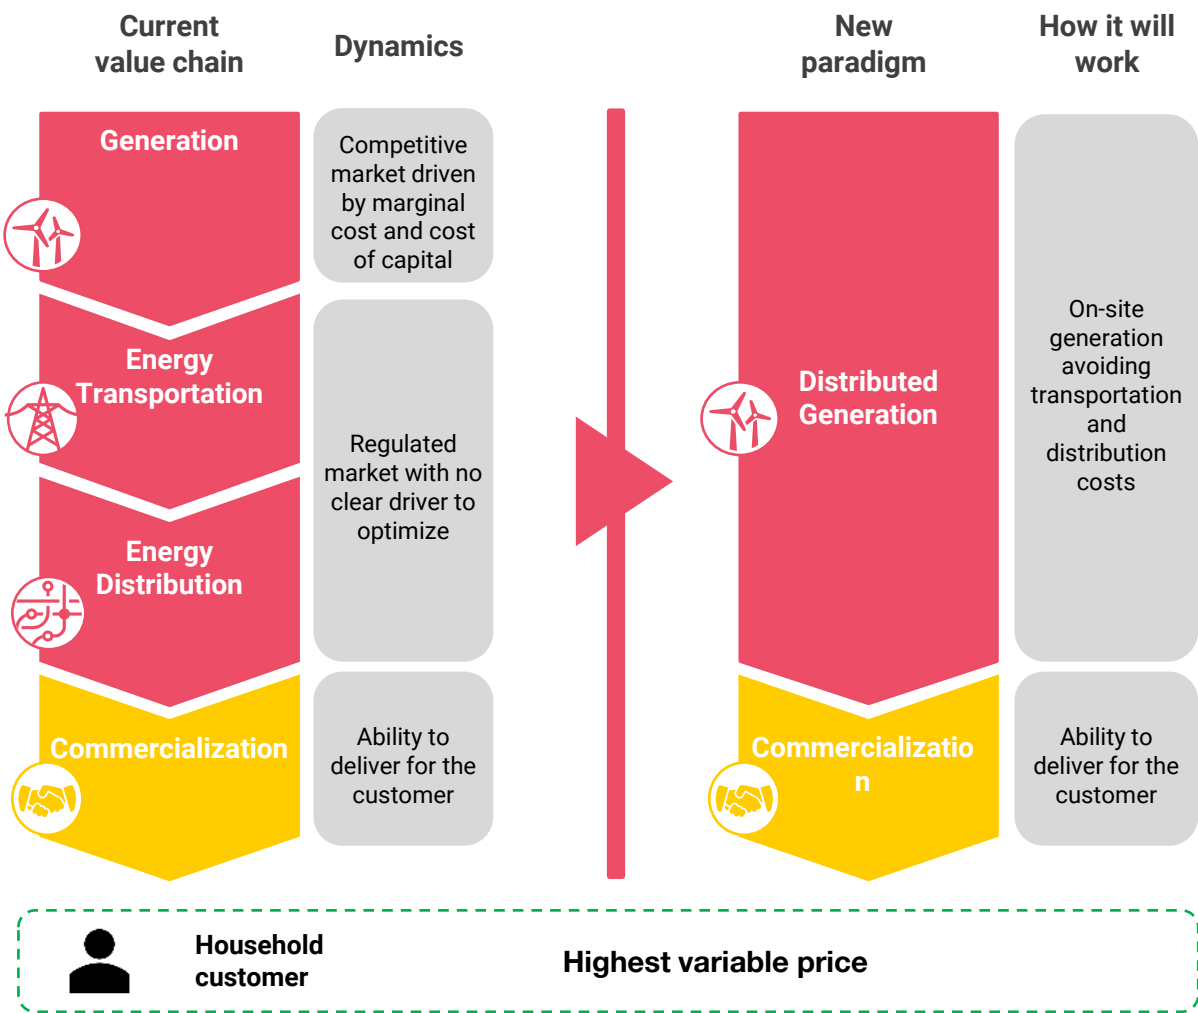 Current
value chain
Dynamics
New
paradigm
How it will
work
Generation
Competitive
market driven
by marginal
cost and cost
of capital
Energy
Transportation
Regulated
market with no
clear driver to
optimize
Energy
Distribution
Commercialization
Ability to
deliver for the
customer
Distributed
Generation
On-site
generation
avoiding
transportation
and
distribution
costs
Commercializatio
n
Ability to
deliver for the
customer
Household
customer
Highest variable price